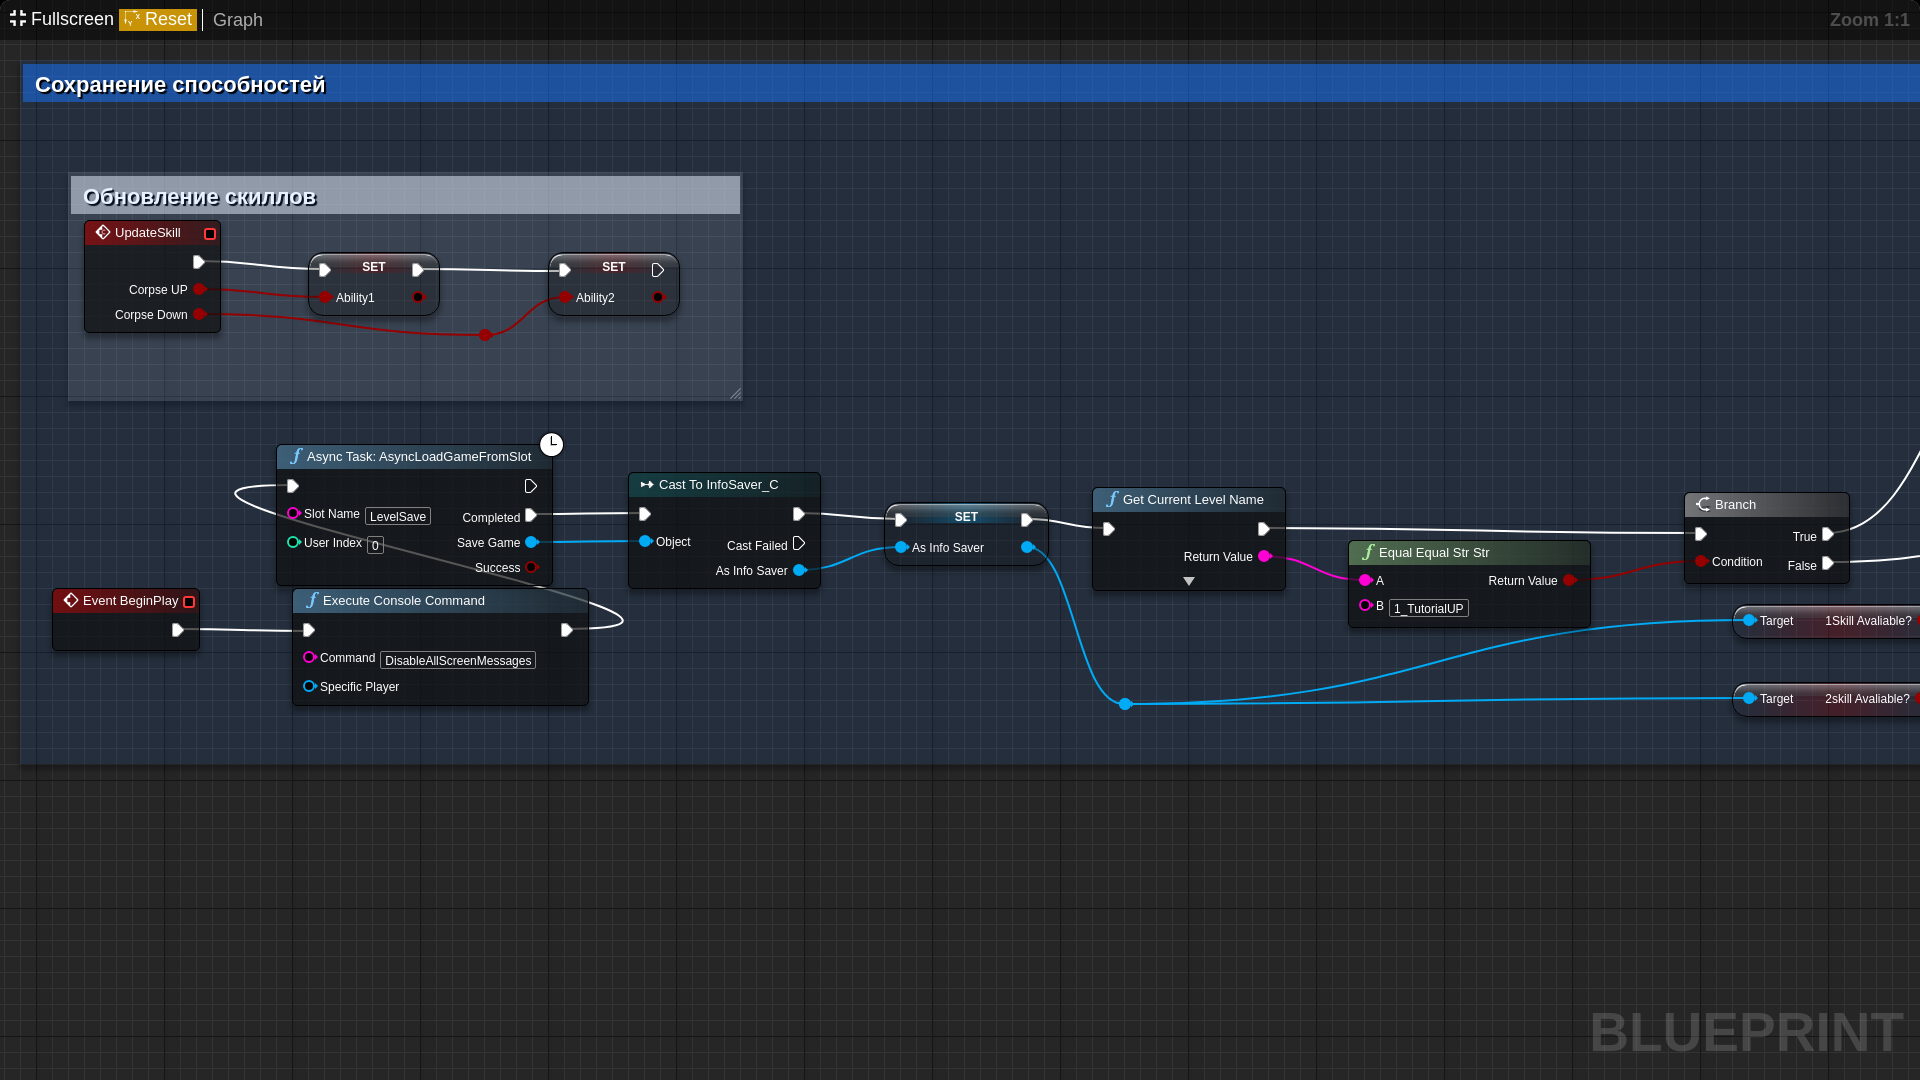 Fullscreen Reset Graph Zoom 1:1
Сохранение способностей
Обновление скиллов
UpdateSkill
Corpse UP
Corpse Down
SET
Ability1
SET
Ability2
Async Task: AsyncLoadGameFromSlot
Slot Name LevelSave
User Index 0
Completed
Save Game
Success
Cast To InfoSaver_C
Object
Cast Failed
As Info Saver
SET
As Info Saver
Get Current Level Name
Return Value
Equal Equal Str Str
A
B 1_TutorialUP
Return Value
Branch
Condition
True
False
Event BeginPlay
Execute Console Command
Command DisableAllScreenMessages
Specific Player
Target 1Skill Avaliable?
Target 2skill Avaliable?
BLUEPRINT